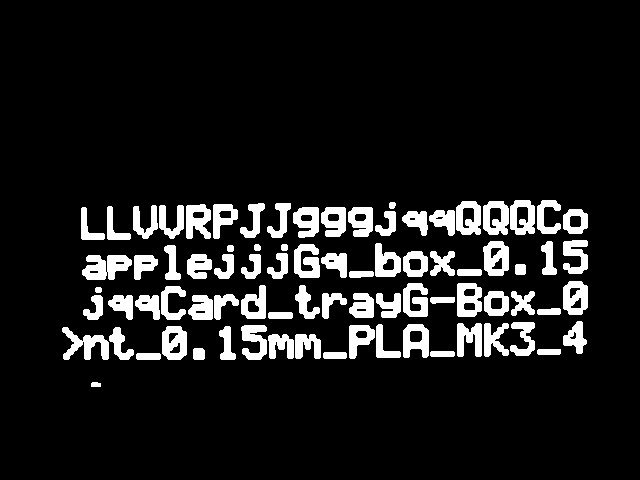 LLVVRPJJgggjqqQQQCo
applejjjGq_box_0.15
jqqCard_trayG-Box_0
>nt_0.15mm_PLA_MK3_4